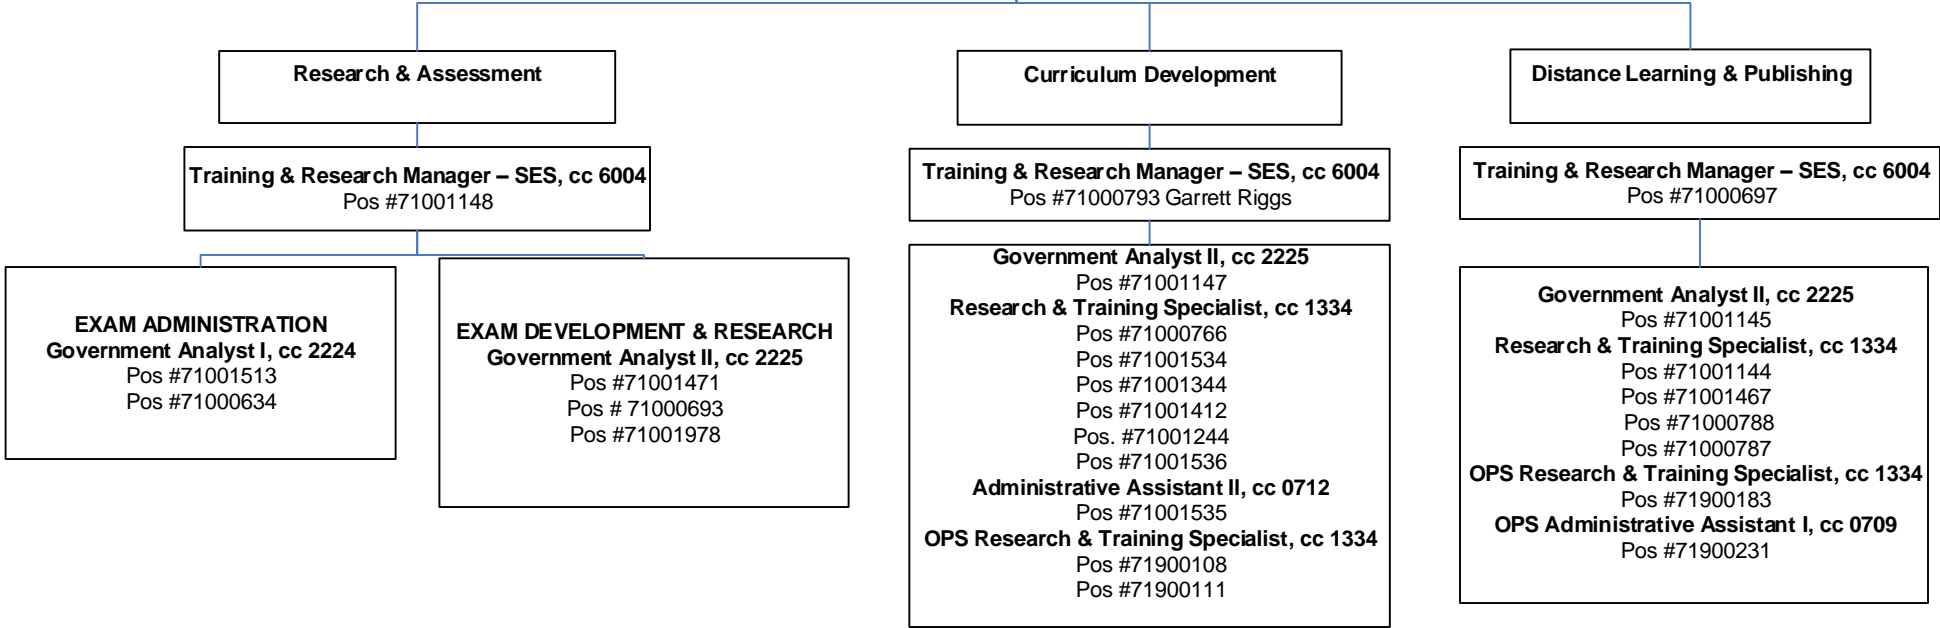 Research & Assessment
Training & Research Manager – SES, cc 6004
Pos #71001148
EXAM ADMINISTRATION
Government Analyst I, cc 2224
Pos #71001513
Pos #71000634
EXAM DEVELOPMENT & RESEARCH
Government Analyst II, cc 2225
Pos #71001471
Pos # 71000693
Pos #71001978
Curriculum Development
Training & Research Manager – SES, cc 6004
Pos #71000793 Garrett Riggs
Government Analyst II, cc 2225
Pos #71001147
Research & Training Specialist, cc 1334
Pos #71000766
Pos #71001534
Pos #71001344
Pos #71001412
Pos. #71001244
Pos #71001536
Administrative Assistant II, cc 0712
Pos #71001535
OPS Research & Training Specialist, cc 1334
Pos #71900108
Pos #71900111
Distance Learning & Publishing
Training & Research Manager – SES, cc 6004
Pos #71000697
Government Analyst II, cc 2225
Pos #71001145
Research & Training Specialist, cc 1334
Pos #71001144
Pos #71001467
Pos #71000788
Pos #71000787
OPS Research & Training Specialist, cc 1334
Pos #71900183
OPS Administrative Assistant I, cc 0709
Pos #71900231